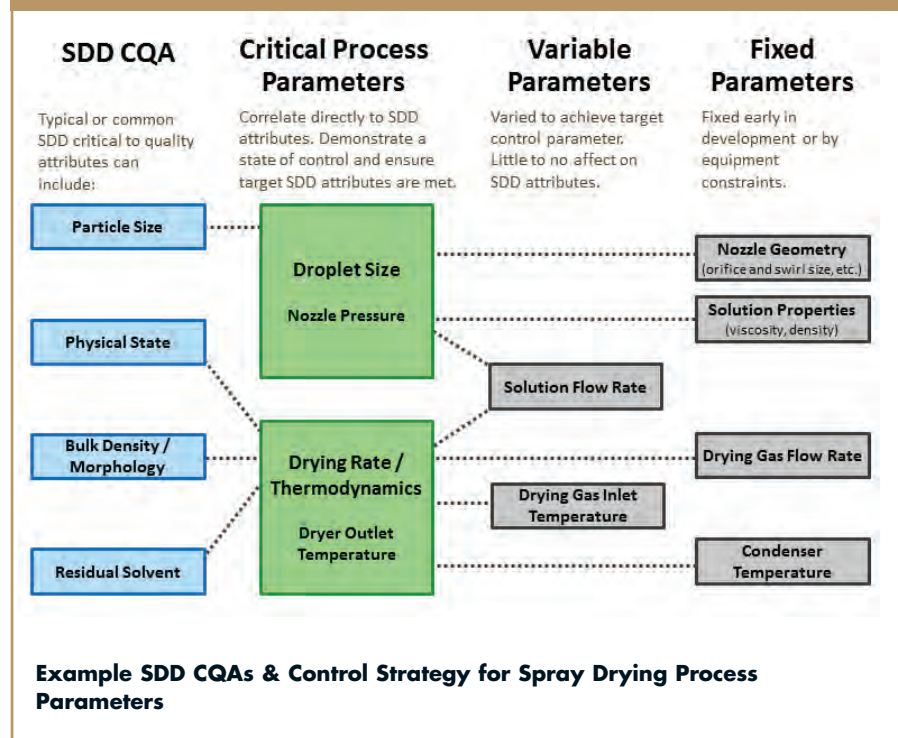 SDD CQA
Typical or common
SDD critical to quality
attributes can
include:
Particle Size
Physical State
Bulk Density /
Morphology
Residual Solvent
Critical Process
Parameters
Correlate directly to SDD
attributes. Demonstrate a
state of control and ensure
target SDD attributes are met.
Droplet Size
Nozzle Pressure
Drying Rate /
Thermodynamics
Dryer Outlet
Temperature
Variable
Parameters
Varied to achieve target
control parameter.
Little to no affect on
SDD attributes.
Solution Flow Rate
Drying Gas Inlet
Temperature
Fixed
Parameters
Fixed early in
development or by
equipment
constraints.
Nozzle Geometry
(orifice and swirl size, etc.)
Solution Properties
(viscosity, density)
Drying Gas Flow Rate
Condenser
Temperature
Example SDD CQAs & Control Strategy for Spray Drying Process
Parameters